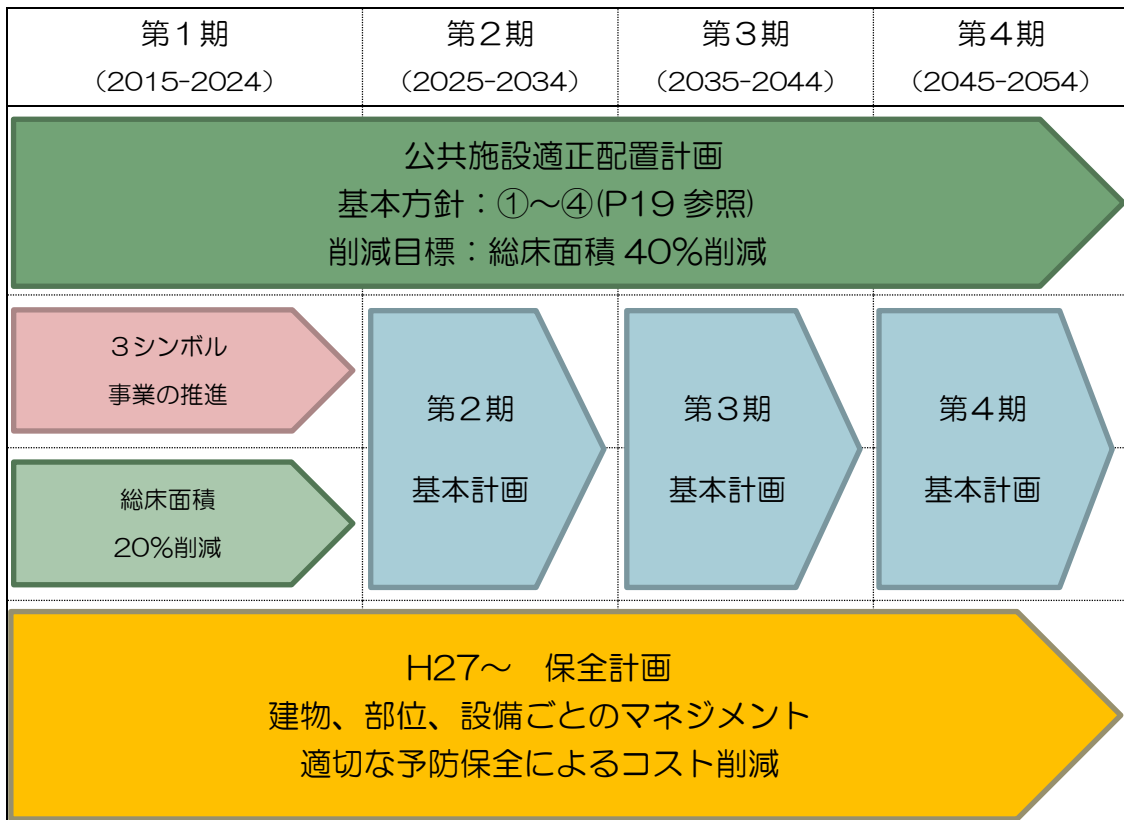 第1期
(2015-2024)
第2期
(2025-2034)
第3期
(2035-2044)
第4期
(2045-2054)
公共施設適正配置計画
基本方針：①～④(P19 参照)
削減目標：総床面積 40％削減
3シンボル
事業の推進
総床面積
20％削減
第2期
基本計画
第3期
基本計画
第4期
基本計画
H27～　保全計画
建物、部位、設備ごとのマネジメント
適切な予防保全によるコスト削減